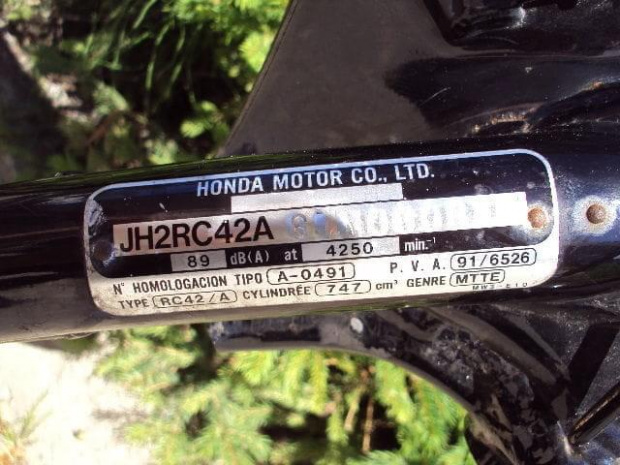 HONDA MOTOR CO., LTD.
JH2RC42A
89 dB(A) at 4250 min.⁻¹
N° HOMOLOGACION TIPO A-0491 P. V. A. 91/6526
TYPE RC42/A CYLINDRÉE 747 cm³ GENRE MTTE